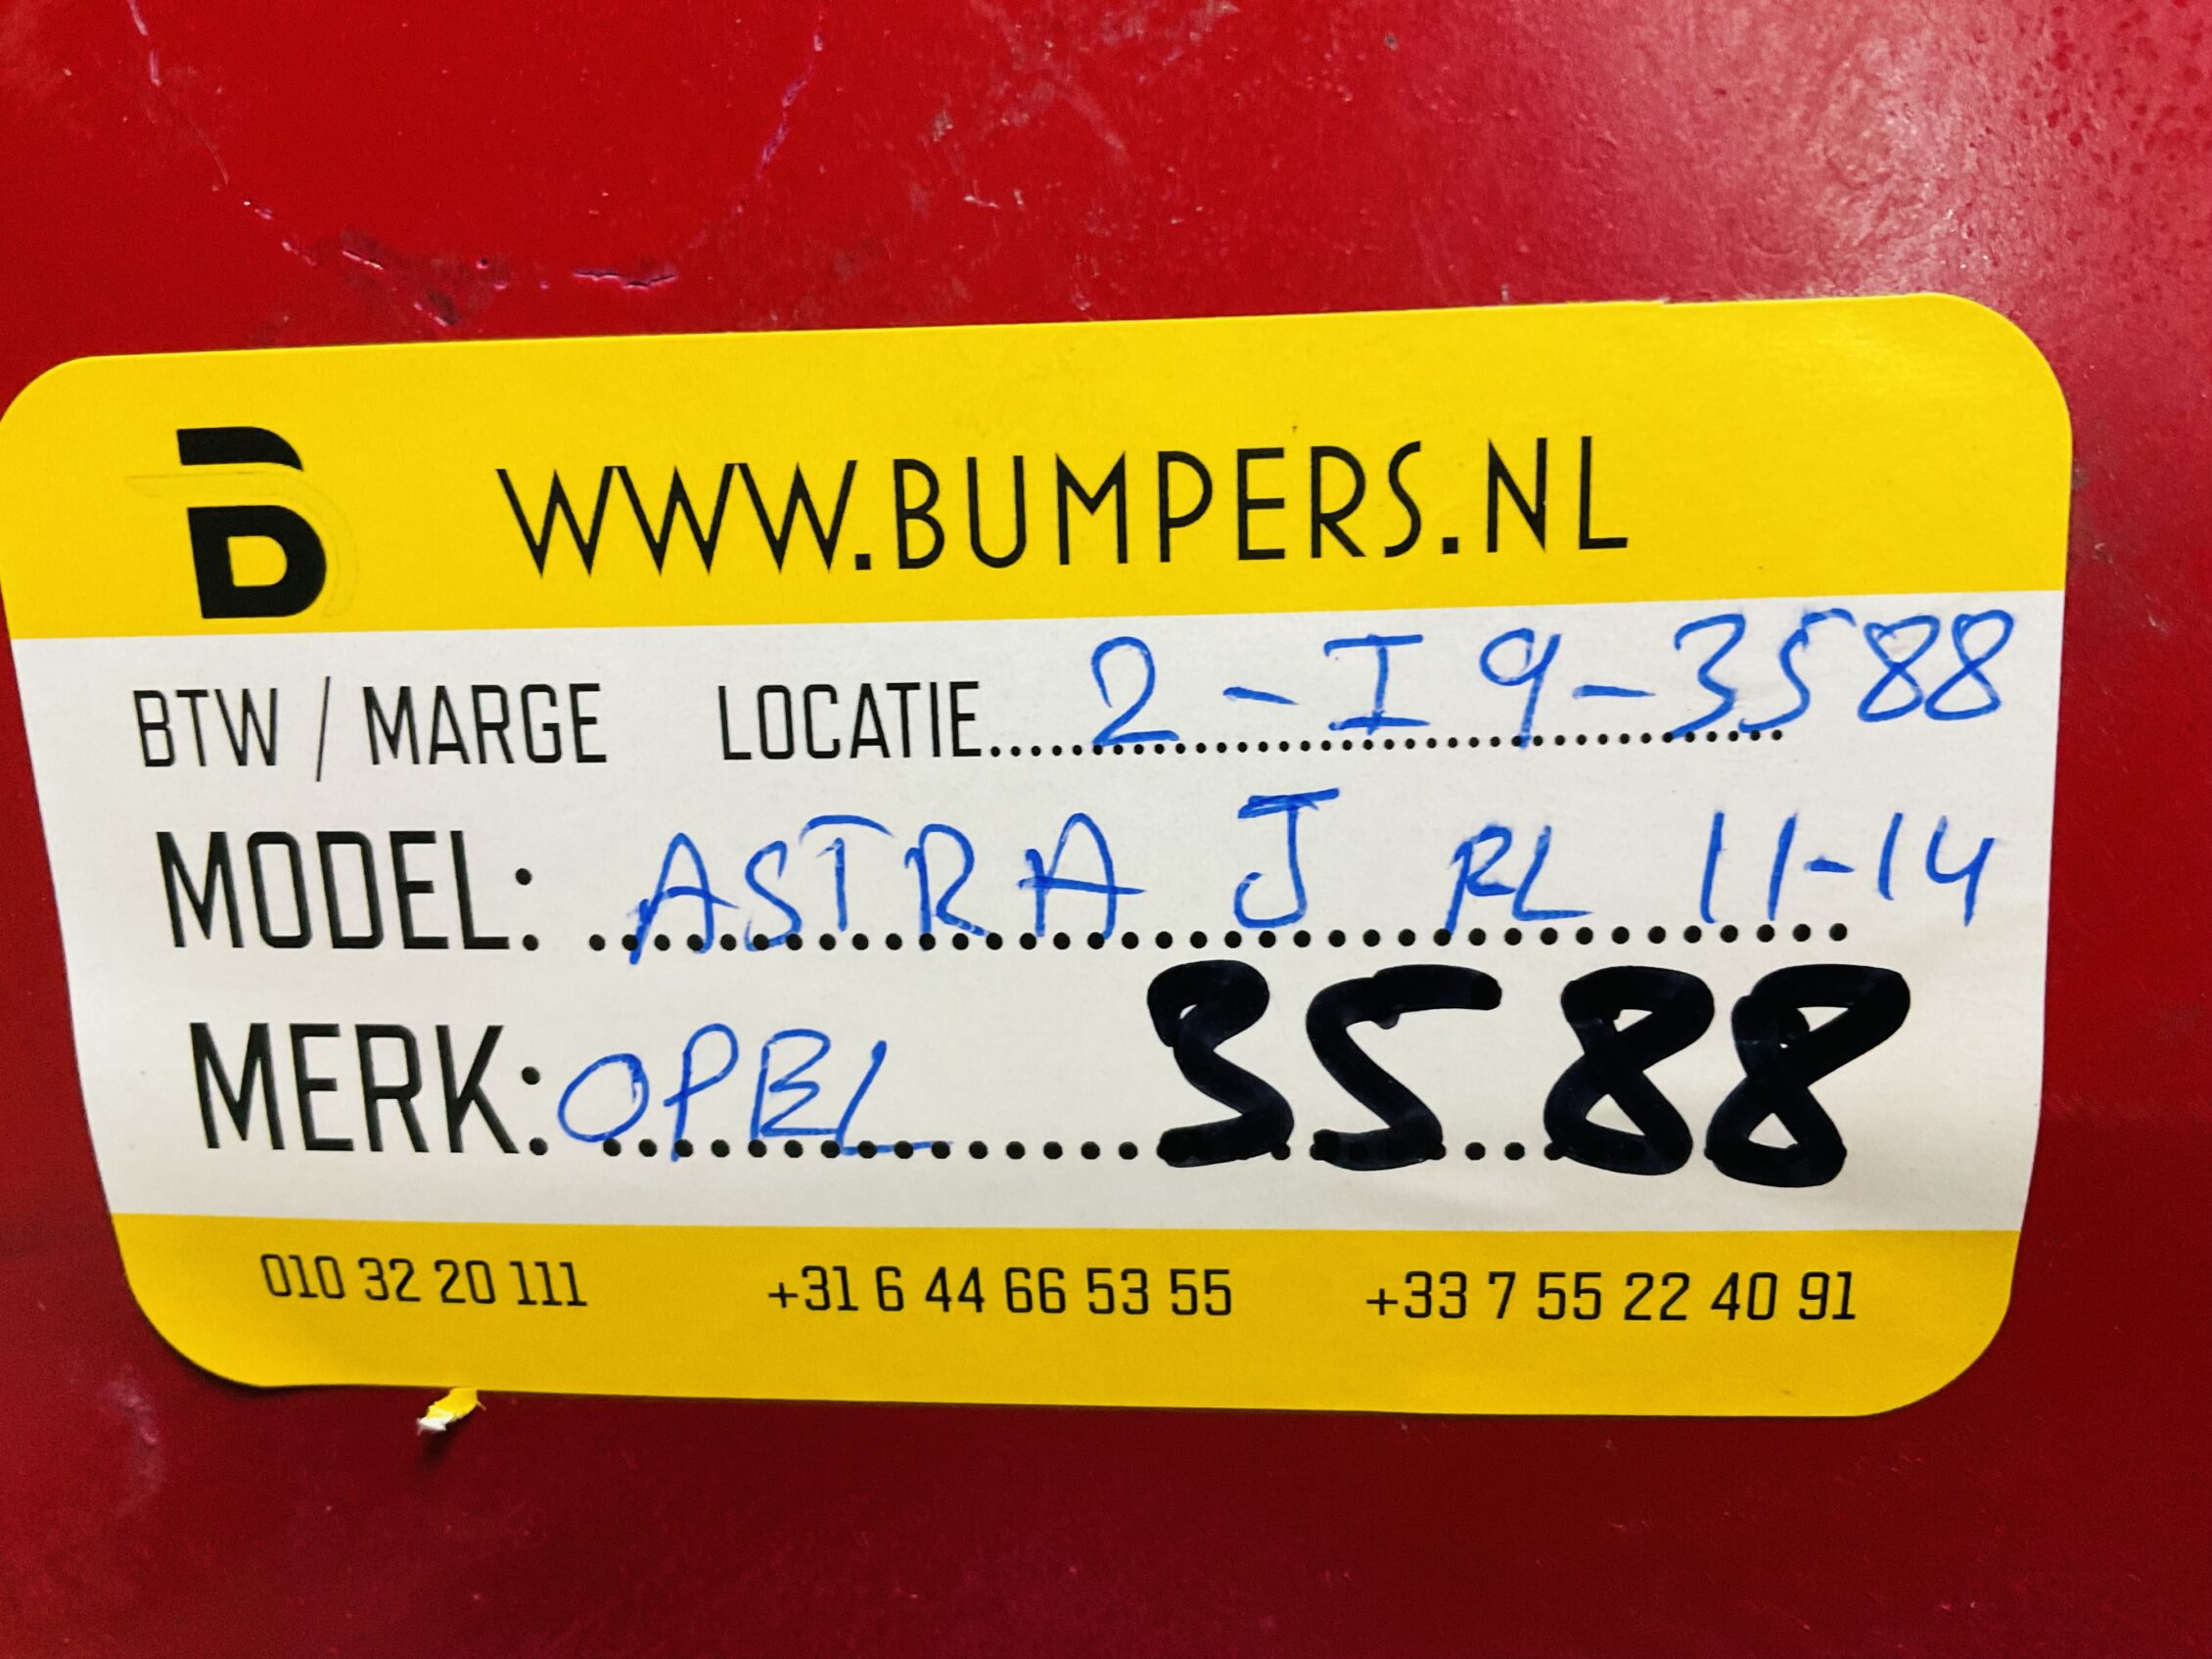 B WWW.BUMPERS.NL
BTW / MARGE LOCATIE 2-I9-3588
MODEL: ASTRA J RL 11-14
MERK: OPEL 3588
010 32 20 111 +31 6 44 66 53 55 +33 7 55 22 40 91